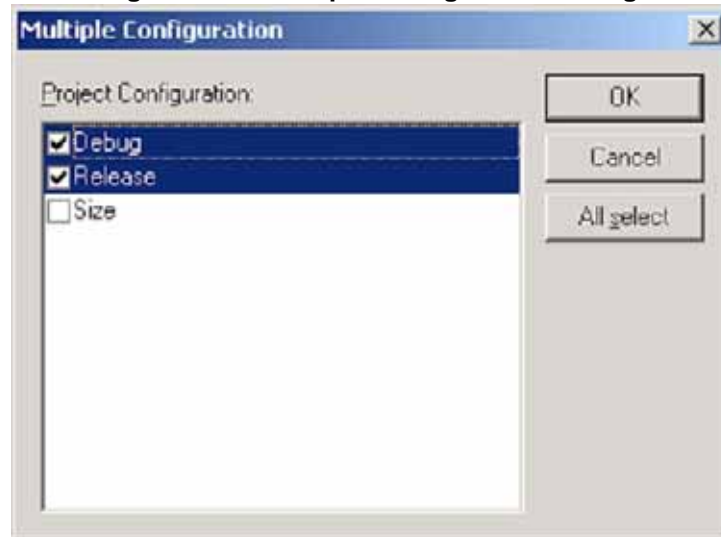 Multiple Configuration
Project Configuration:
Debug
Release
Size
OK
Cancel
All select